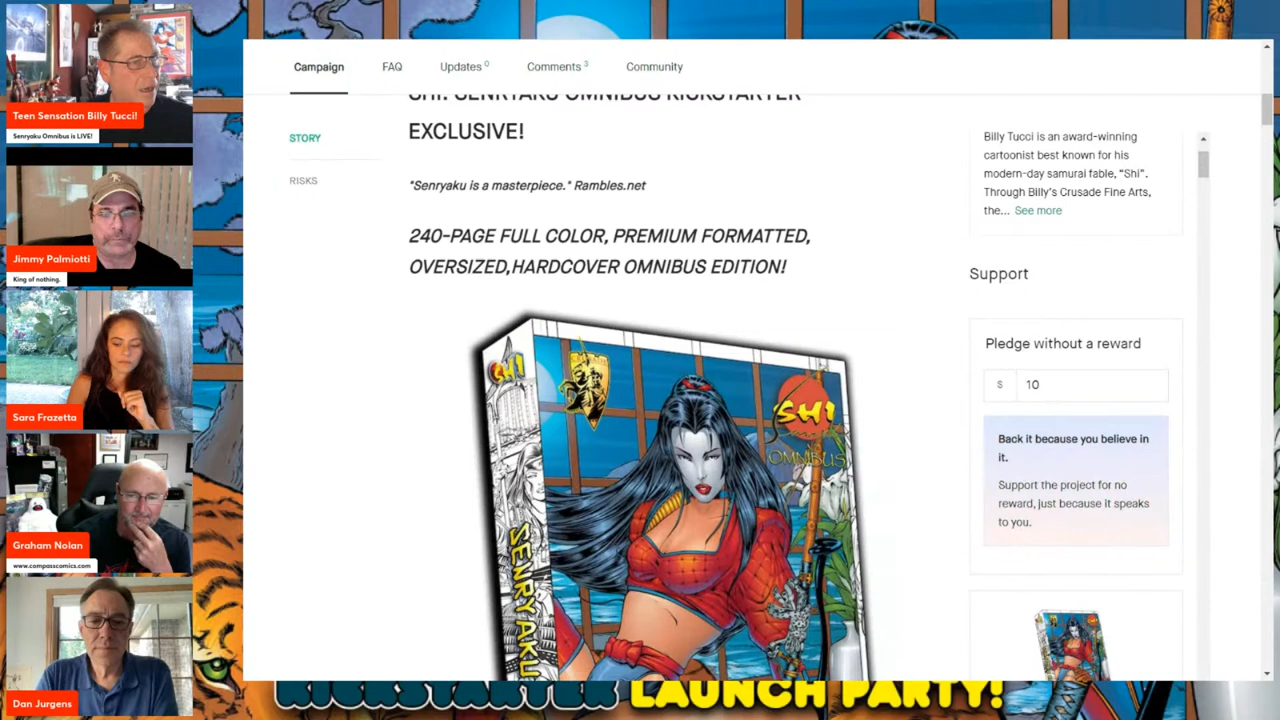 Teen Sensation Billy Tucci!
Senryaku Omnibus is LIVE!
Jimmy Palmiotti
King of nothing.
Sara Frazetta
Graham Nolan
www.compasscomics.com
Dan Jurgens
Campaign
FAQ
Updates 0
Comments 3
Community
STORY
RISKS
SHI: SENRYAKU OMNIBUS KICKSTARTER
EXCLUSIVE!
"Senryaku is a masterpiece." Rambles.net
240-PAGE FULL COLOR, PREMIUM FORMATTED,
OVERSIZED,HARDCOVER OMNIBUS EDITION!
SHI
SENRYAKU
SHI
OMNIBUS
Billy Tucci is an award-winning
cartoonist best known for his
modern-day samurai fable, “Shi”.
Through Billy's Crusade Fine Arts,
the... See more
Support
Pledge without a reward
$ 10
Back it because you believe in
it.
Support the project for no
reward, just because it speaks
to you.
KICKSTARTER LAUNCH PARTY!